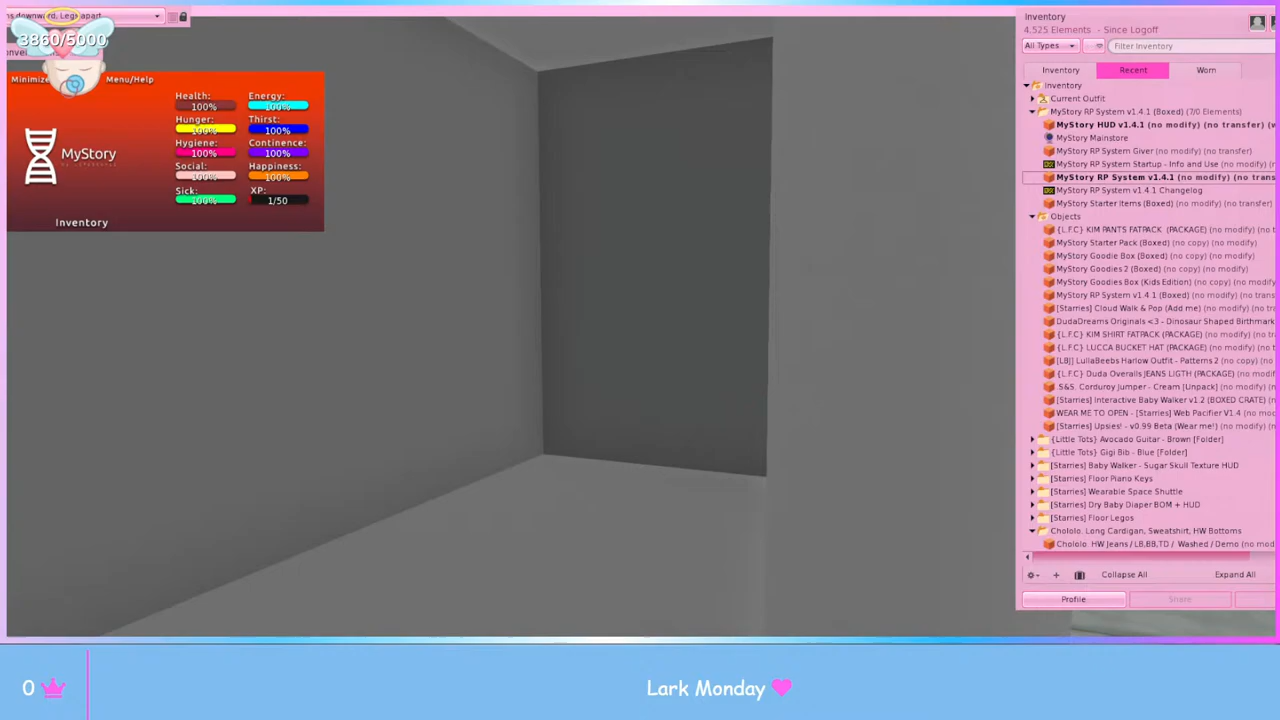 ns downward, Legs apart
3860/5000
Minimize
Menu/Help
Health:
100%
Energy:
100%
Hunger:
100%
Thirst:
100%
Hygiene:
100%
Continence:
100%
Social:
100%
Happiness:
100%
Sick:
100%
XP:
1/50
MyStory
Inventory
Inventory
4,525 Elements - Since Logoff
All Types
Filter Inventory
Inventory
Recent
Worn
Inventory
Current Outfit
MyStory RP System v1.4.1 (Boxed) (7/0 Elements)
MyStory HUD v1.4.1 (no modify) (no transfer) (w
MyStory Mainstore
MyStory RP System Giver (no modify) (no transfer)
MyStory RP System Startup - Info and Use (no modify)
MyStory RP System v1.4.1 (no modify) (no trans
MyStory RP System v1.4.1 Changelog
MyStory Starter Items (Boxed) (no modify) (no transfer)
Objects
{L.F.C} KIM PANTS FATPACK (PACKAGE) (no modify) (no t
MyStory Starter Pack (Boxed) (no copy) (no modify)
MyStory Goodie Box (Boxed) (no copy) (no modify)
MyStory Goodies 2 (Boxed) (no copy) (no modify)
MyStory Goodies Box (Kids Edition) (no copy) (no modify)
MyStory RP System v1.4.1 (Boxed) (no modify) (no trans
[Starries] Cloud Walk & Pop (Add me) (no modify)
DudaDreams Originals <3 - Dinosaur Shaped Birthmark
{L.F.C} KIM SHIRT FATPACK (PACKAGE) (no modify) (no tr
{L.F.C} LUCCA BUCKET HAT (PACKAGE) (no modify) (no t
[LBJ] LullaBeebs Harlow Outfit - Patterns 2 (no copy) (no
{L.F.C} Duda Overalls JEANS LIGTH (PACKAGE) (no modify)
.S&S. Corduroy Jumper - Cream [Unpack] (no modify)
[Starries] Interactive Baby Walker v1.2 (BOXED CRATE) (no
WEAR ME TO OPEN - [Starries] Web Pacifier V1.4 (no modify)
[Starries] Upsies! - v0.99 Beta (Wear me!) (no modify)
{Little Tots} Avocado Guitar - Brown [Folder]
{Little Tots} Gigi Bib - Blue [Folder]
[Starries] Baby Walker - Sugar Skull Texture HUD
[Starries] Floor Piano Keys
[Starries] Wearable Space Shuttle
[Starries] Dry Baby Diaper BOM + HUD
[Starries] Floor Legos
Chololo. Long Cardigan, Sweatshirt, HW Bottoms
Chololo. HW Jeans / LB,BB,TD / Washed / Demo (no mod
Collapse All
Expand All
Profile
Share
0
Lark Monday